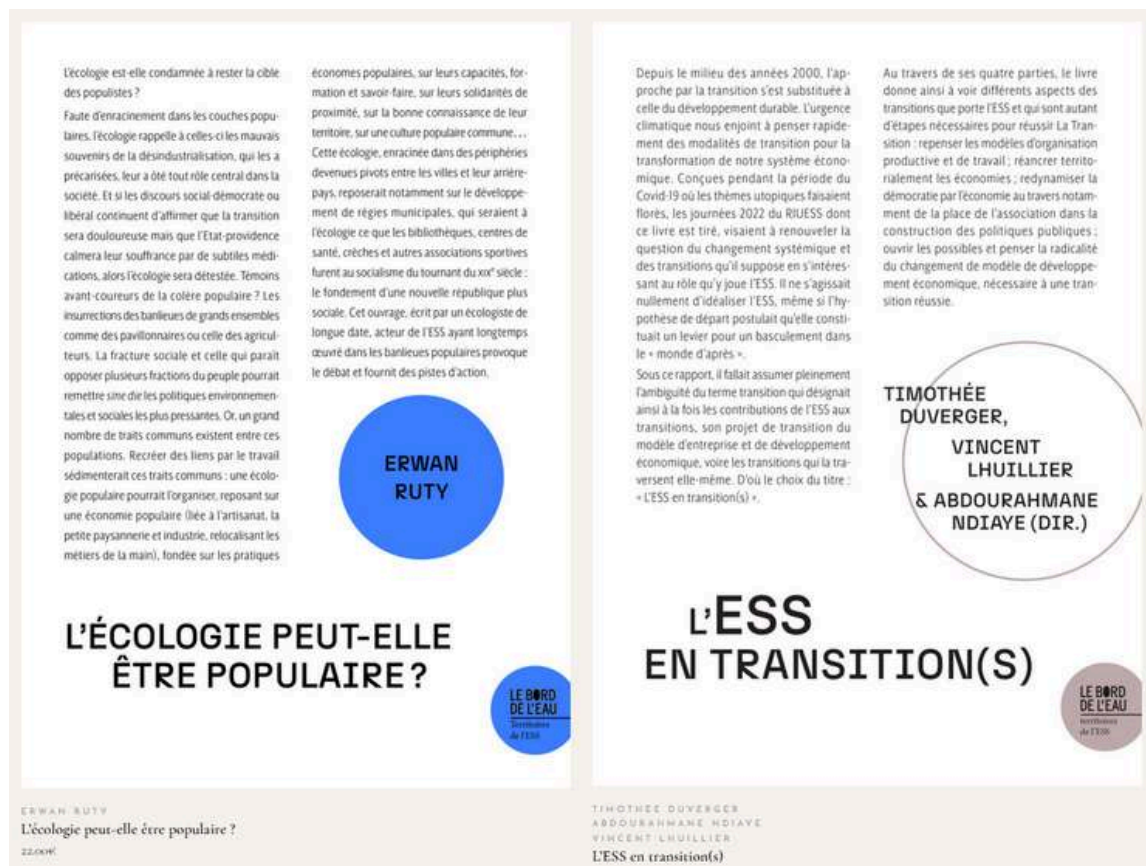 L'écologie est-elle condamnée à rester la cible
des populistes ?
Faute d'enracinement dans les couches popu-
laires, l'écologie rappelle à celles-ci les mauvais
souvenirs de la désindustrialisation, qui les a
précarisées, leur a ôté tout rôle central dans la
société. Et si les discours social-démocrate ou
libéral continuent d'affirmer que la transition
sera douloureuse mais que l'Etat-providence
calmera leur souffrance par de subtiles médi-
cations, alors l'écologie sera détestée. Témoins
avant-coureurs de la colère populaire ? Les
insurrections des banlieues de grands ensembles
comme des pavillonnaires ou celle des agricul-
teurs. La fracture sociale et celle qui paraît
opposer plusieurs fractions du peuple pourrait
remettre sine die les politiques environnemen-
tales et sociales les plus pressantes. Or, un grand
nombre de traits communs existent entre ces
populations. Recréer des liens par le travail
sédimenterait ces traits communs : une écolo-
gie populaire pourrait l'organiser, reposant sur
une économie populaire (liée à l'artisanat, la
petite paysannerie et industrie, relocalisant les
métiers de la main), fondée sur les pratiques
économes populaires, sur leurs capacités, for-
mation et savoir-faire, sur leurs solidarités de
proximité, sur la bonne connaissance de leur
territoire, sur une culture populaire commune...
Cette écologie, enracinée dans des périphéries
devenues pivots entre les villes et leur arrière-
pays, reposerait notamment sur le développe-
ment de régies municipales, qui seraient à
l'écologie ce que les bibliothèques, centres de
santé, crèches et autres associations sportives
furent au socialisme du tournant du XIXe siècle :
le fondement d'une nouvelle république plus
sociale. Cet ouvrage, écrit par un écologiste de
longue date, acteur de l'ESS ayant longtemps
œuvré dans les banlieues populaires provoque
le débat et fournit des pistes d'action.
ERWAN
RUTY
L'ÉCOLOGIE PEUT-ELLE
ÊTRE POPULAIRE ?
LE BORD
DE L'EAU
Territoires
de l'ESS
ERWAN RUTY
L'écologie peut-elle être populaire ?
22.00€
Depuis le milieu des années 2000, l'ap-
proche par la transition s'est substituée à
celle du développement durable. L'urgence
climatique nous enjoint à penser rapide-
ment des modalités de transition pour la
transformation de notre système écono-
mique. Conçues pendant la période du
Covid-19 où les thèmes utopiques faisaient
florès, les journées 2022 du RIUESS dont
ce livre est tiré, visaient à renouveler la
question du changement systémique et
des transitions qu'il suppose en s'intéres-
sant au rôle qu'y joue l'ESS. Il ne s'agissait
nullement d'idéaliser l'ESS, même si l'hy-
pothèse de départ postulait qu'elle consti-
tuait un levier pour un basculement dans
le « monde d'après ».
Sous ce rapport, il fallait assumer pleinement
l'ambiguïté du terme transition qui désignait
ainsi à la fois les contributions de l'ESS aux
transitions, son projet de transition du
modèle d'entreprise et de développement
économique, voire les transitions qui la tra-
versent elle-même. D'où le choix du titre :
« L'ESS en transition(s) ».
Au travers de ses quatre parties, le livre
donne ainsi à voir différents aspects des
transitions que porte l'ESS et qui sont autant
d'étapes nécessaires pour réussir La Tran-
sition : repenser les modèles d'organisation
productive et de travail ; réancrer territo-
rialement les économies ; redynamiser la
démocratie par l'économie au travers notam-
ment de la place de l'association dans la
construction des politiques publiques ;
ouvrir les possibles et penser la radicalité
du changement de modèle de développe-
ment économique, nécessaire à une tran-
sition réussie.
TIMOTHÉE
DUVERGER,
VINCENT
LHUILLIER
& ABDOURAHMANE
NDIAYE (DIR.)
L'ESS
EN TRANSITION(S)
LE BORD
DE L'EAU
territoires
de l'ESS
TIMOTHÉE DUVERGER
ABDOURAHMANE NDIAYE
VINCENT LHUILLIER
L'ESS en transition(s)